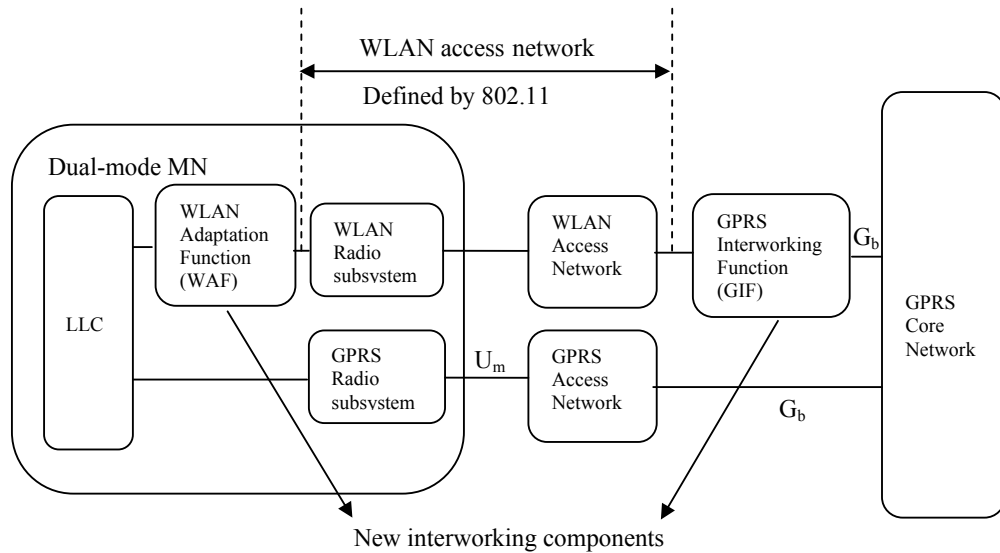 WLAN access network
Defined by 802.11
Dual-mode MN
LLC
WLAN
Adaptation
Function
(WAF)
WLAN
Radio
subsystem
WLAN
Access
Network
GPRS
Interworking
Function
(GIF)
Gb
GPRS
Core
Network
GPRS
Radio
subsystem
Um
GPRS
Access
Network
Gb
New interworking components